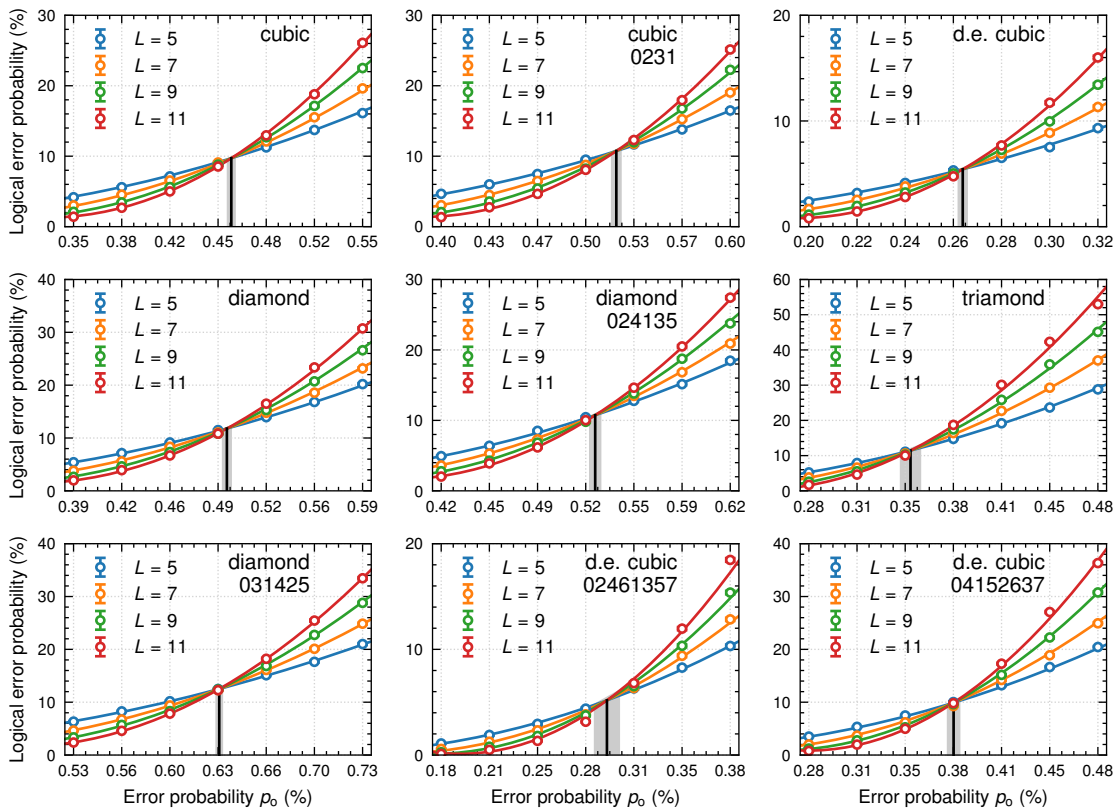 Logical error probability (%)
30
20
10
0
0.35 0.38 0.42 0.45 0.48 0.52 0.55
cubic
L = 5
L = 7
L = 9
L = 11
30
20
10
0
0.40 0.43 0.47 0.50 0.53 0.57 0.60
cubic
0231
L = 5
L = 7
L = 9
L = 11
20
10
0
0.20 0.22 0.24 0.26 0.28 0.30 0.32
d.e. cubic
L = 5
L = 7
L = 9
L = 11
Logical error probability (%)
40
30
20
10
0
0.39 0.42 0.46 0.49 0.52 0.56 0.59
diamond
L = 5
L = 7
L = 9
L = 11
30
20
10
0
0.42 0.45 0.49 0.52 0.55 0.59 0.62
diamond
024135
L = 5
L = 7
L = 9
L = 11
60
50
40
30
20
10
0
0.28 0.31 0.35 0.38 0.41 0.45 0.48
triamond
L = 5
L = 7
L = 9
L = 11
Logical error probability (%)
40
30
20
10
0
0.53 0.56 0.60 0.63 0.66 0.70 0.73
diamond
031425
L = 5
L = 7
L = 9
L = 11
Error probability pₒ (%)
20
10
0
0.18 0.21 0.25 0.28 0.31 0.35 0.38
d.e. cubic
02461357
L = 5
L = 7
L = 9
L = 11
Error probability pₒ (%)
40
30
20
10
0
0.28 0.31 0.35 0.38 0.41 0.45 0.48
d.e. cubic
04152637
L = 5
L = 7
L = 9
L = 11
Error probability pₒ (%)